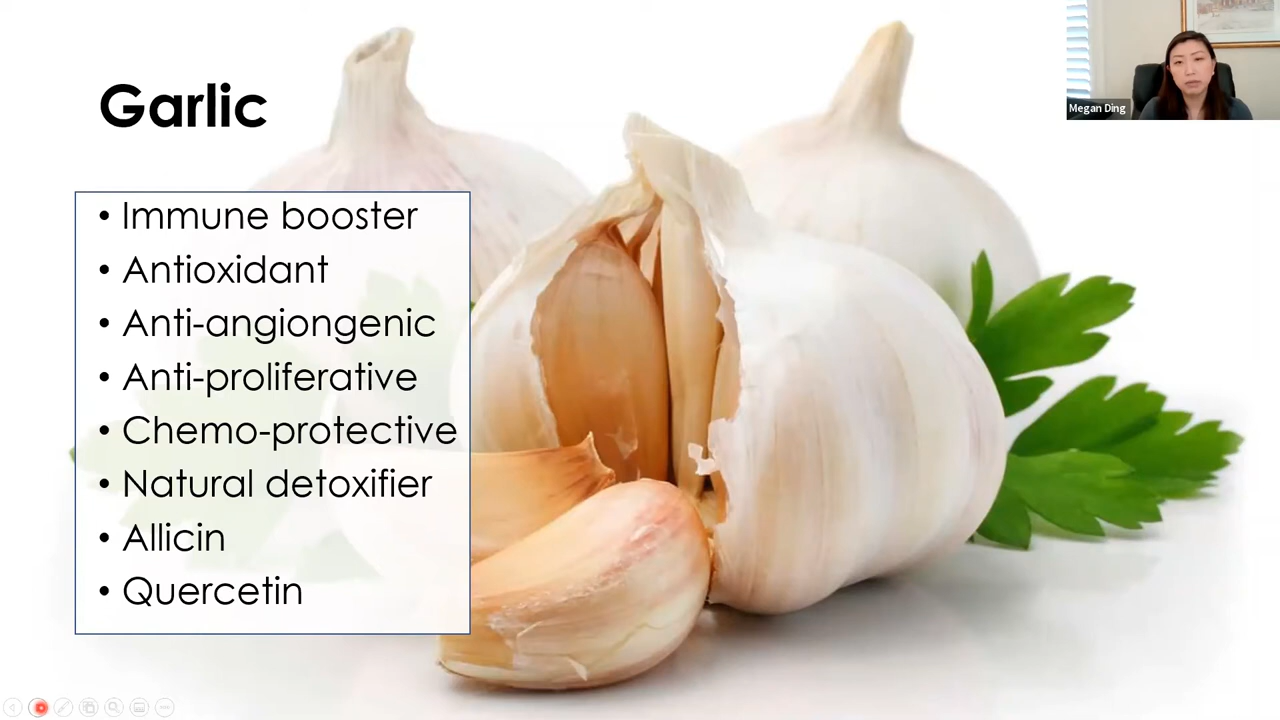 Garlic
• Immune booster
• Antioxidant
• Anti-angiongenic
• Anti-proliferative
• Chemo-protective
• Natural detoxifier
• Allicin
• Quercetin
Megan Ding